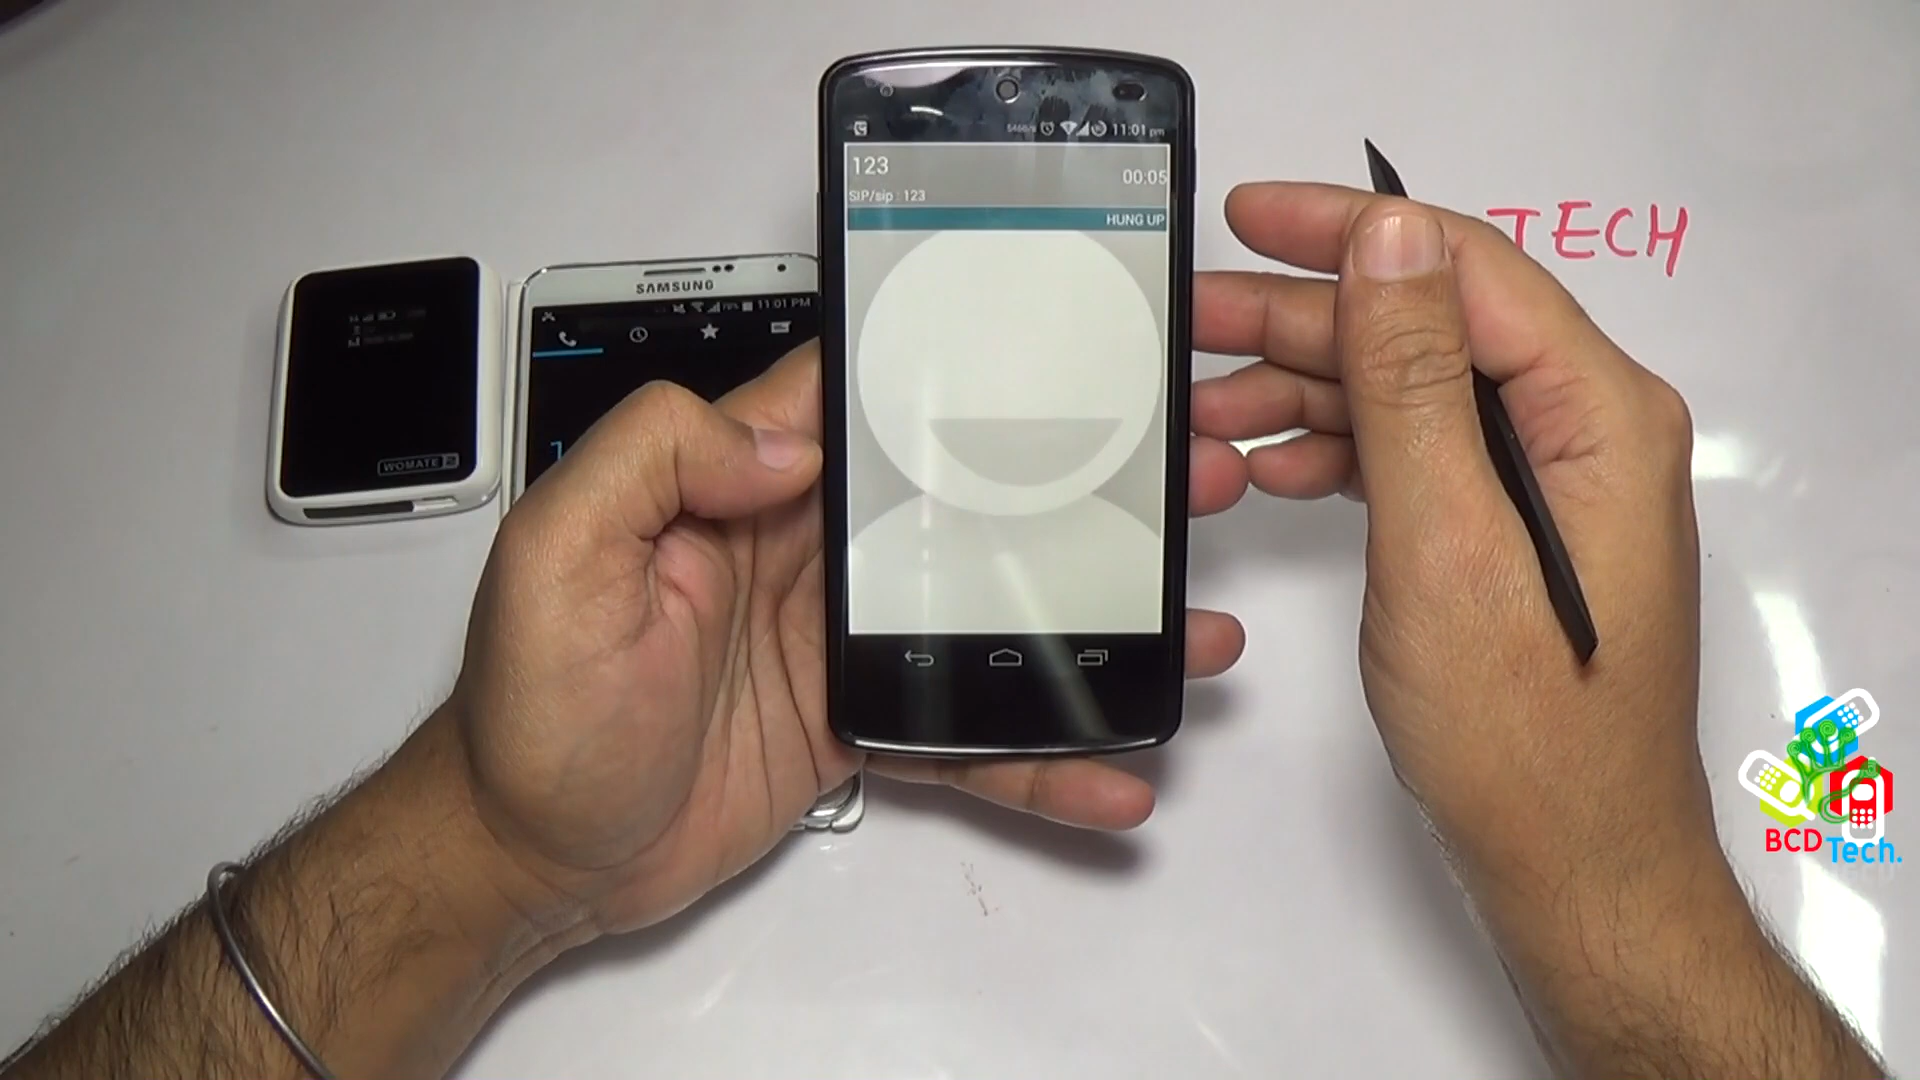 TECH
11:01 pm
123
00:05
SIP/sip : 123
HUNG UP
SAMSUNG
11:01 PM
1
WOMATE
BCD Tech.